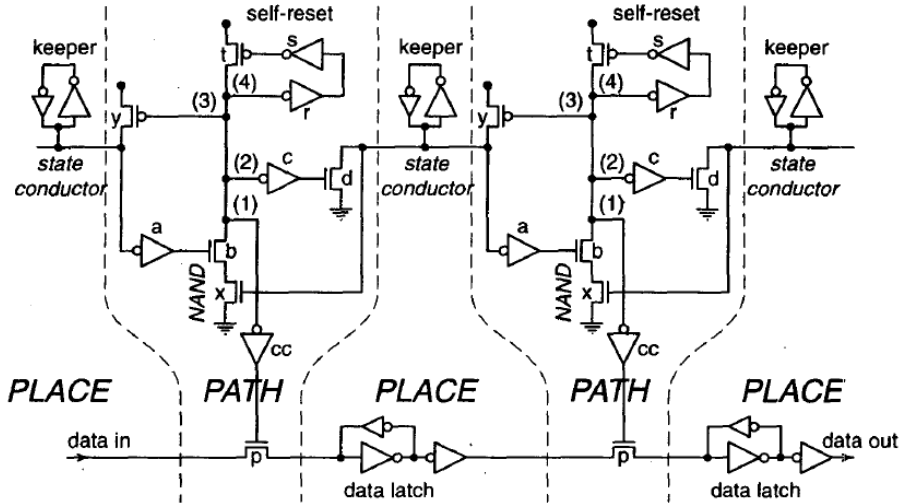 self-reset
self-reset
keeper
t
s
keeper
t
s
keeper
(4)
(4)
(3)
r
(3)
r
y
y
(2)
c
(2)
c
state
conductor
d
state
conductor
d
state
conductor
(1)
(1)
a
b
a
b
NAND
x
NAND
x
cc
cc
PLACE
PATH
PLACE
PATH
PLACE
data in
p
p
data out
data latch
data latch